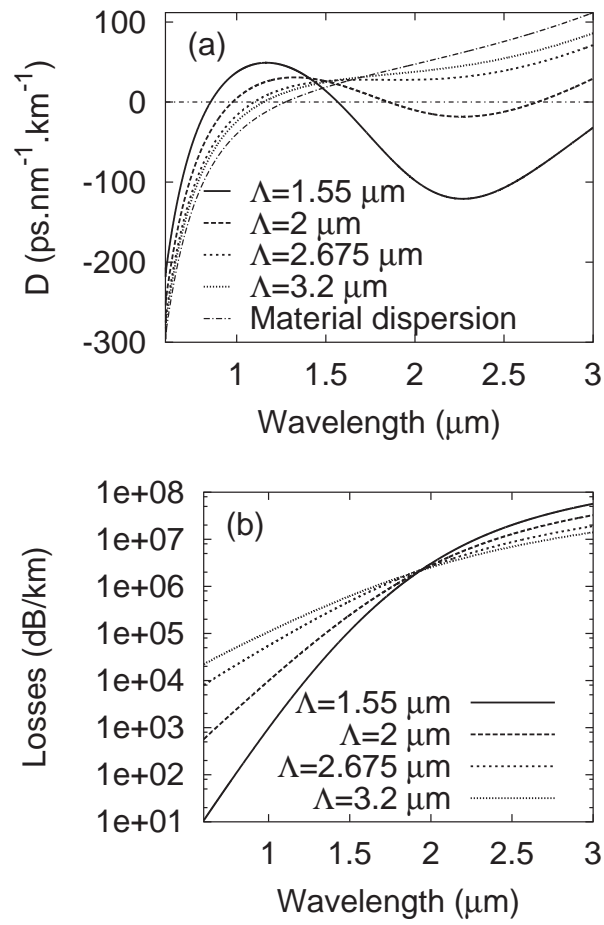 (a)
100
0
-100
-200
-300
D (ps.nm⁻¹.km⁻¹)
Λ=1.55 μm
Λ=2 μm
Λ=2.675 μm
Λ=3.2 μm
Material dispersion
1 1.5 2 2.5 3
Wavelength (μm)
(b)
1e+08
1e+07
1e+06
1e+05
1e+04
1e+03
1e+02
1e+01
Losses (dB/km)
Λ=1.55 μm
Λ=2 μm
Λ=2.675 μm
Λ=3.2 μm
1 1.5 2 2.5 3
Wavelength (μm)